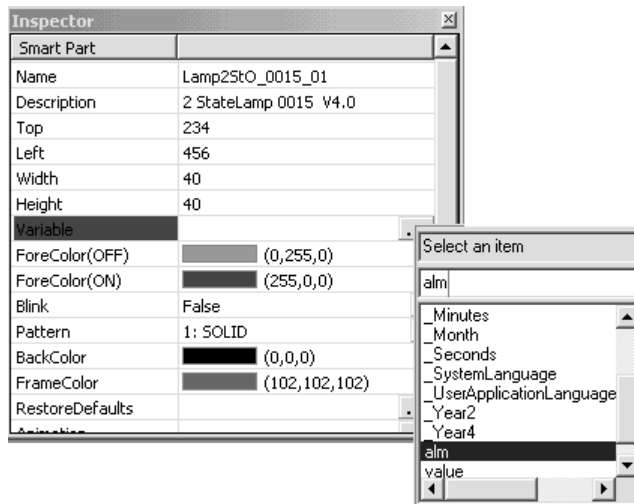 Inspector
Smart Part
Name Lamp2StO_0015_01
Description 2 StateLamp 0015 V4.0
Top 234
Left 456
Width 40
Height 40
Variable
ForeColor(OFF) (0,255,0)
ForeColor(ON) (255,0,0)
Blink False
Pattern 1: SOLID
BackColor (0,0,0)
FrameColor (102,102,102)
RestoreDefaults
Animation
Select an item
alm
_Minutes
_Month
_Seconds
_SystemLanguage
_UserApplicationLanguage
_Year2
_Year4
alm
value